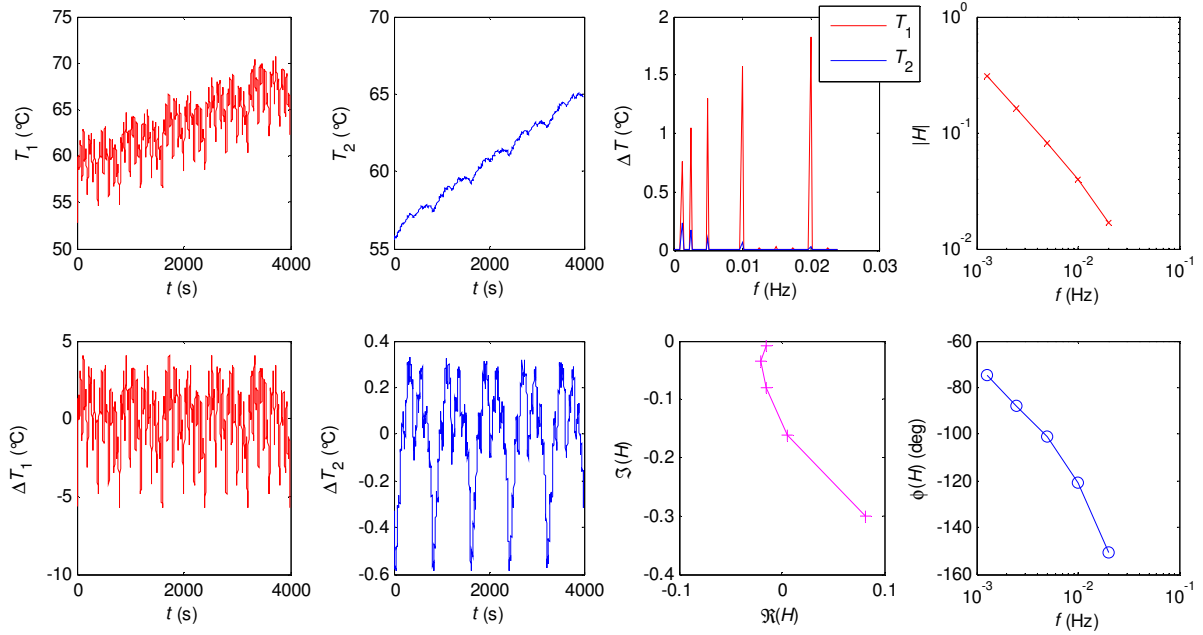 75
70
65
60
55
50
0 2000 4000
T1 (°C)
t (s)
70
65
60
55
0 2000 4000
T2 (°C)
t (s)
2
1.5
1
0.5
0
0 0.01 0.02 0.03
ΔT (°C)
f (Hz)
T1
T2
10^0
10^-1
10^-2
10^-3 10^-2 10^-1
|H|
f (Hz)
5
0
-5
-10
0 2000 4000
ΔT1 (°C)
t (s)
0.4
0.2
0
-0.2
-0.4
-0.6
0 2000 4000
ΔT2 (°C)
t (s)
0
-0.1
-0.2
-0.3
-0.4
-0.1 0 0.1
ℑ(H)
ℜ(H)
-60
-80
-100
-120
-140
-160
10^-3 10^-2 10^-1
ϕ(H) (deg)
f (Hz)